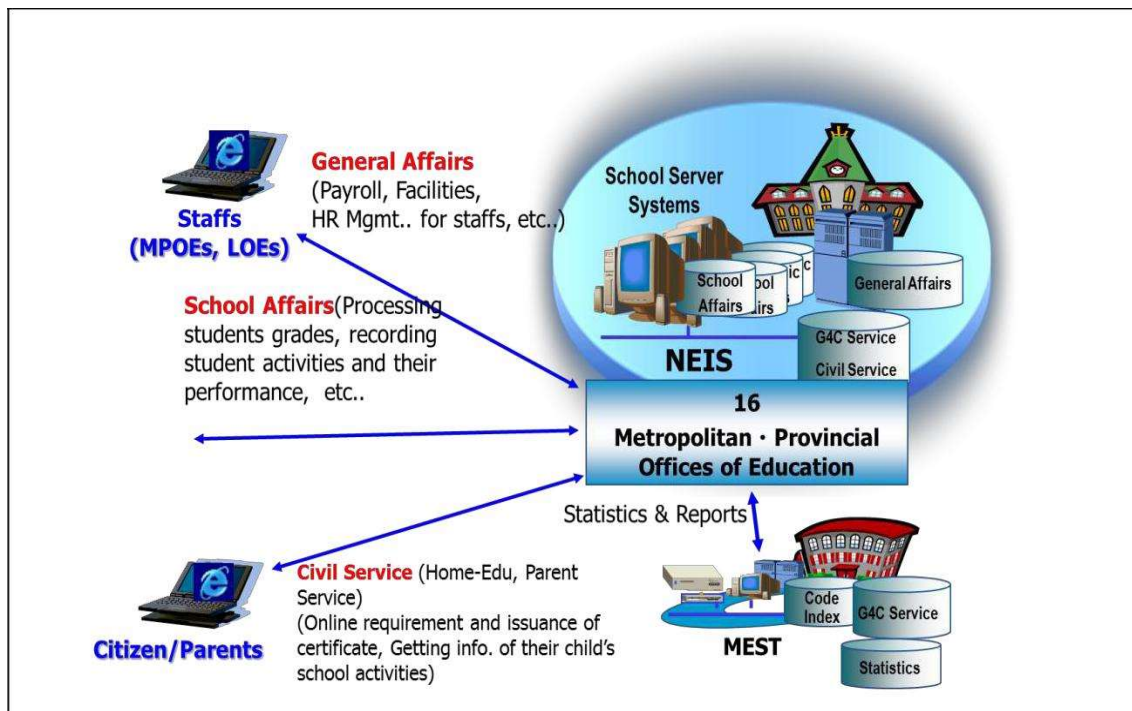 General Affairs
(Payroll, Facilities,
HR Mgmt.. for staffs, etc..)
Staffs
(MPOEs, LOEs)
School Affairs(Processing
students grades, recording
student activities and their
performance, etc..
School Server
Systems
School
Affairs
General Affairs
G4C Service
Civil Service
NEIS
16
Metropolitan · Provincial
Offices of Education
Statistics & Reports
Civil Service (Home-Edu, Parent
Service)
(Online requirement and issuance of
certificate, Getting info. of their child's
school activities)
Citizen/Parents
Code
Index
G4C Service
Statistics
MEST